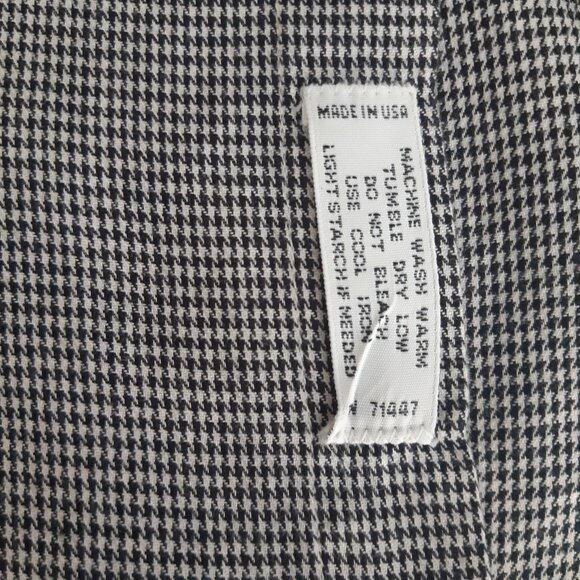 MADE IN USA
MACHINE WASH WARM
TUMBLE DRY LOW
DO NOT BLEACH
USE COOL IRON
LIGHT STARCH IF NEEDED
71447